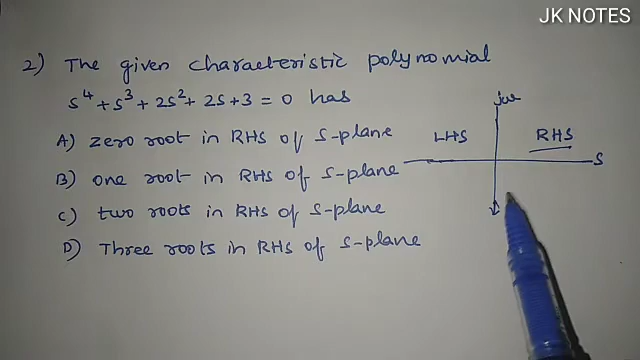 JK NOTES
2) The given characteristic polynomial
s⁴ + s³ + 2s² + 2s + 3 = 0 has
A) zero root in RHS of S-plane
B) one root in RHS of S-plane
C) two roots in RHS of S-plane
D) Three roots in RHS of S-plane
jω
LHS RHS
S